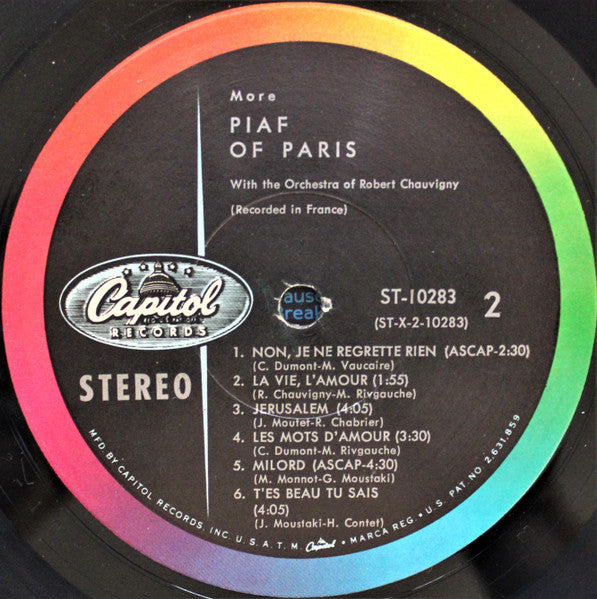 More
PIAF
OF PARIS
With the Orchestra of Robert Chauvigny
(Recorded in France)
Capitol
RECORDS
STEREO
ST-10283
(ST-X-2-10283)
2
1. NON, JE NE REGRETTE RIEN (ASCAP-2:30)
(C. Dumont-M. Vaucaire)
2. LA VIE, L'AMOUR (1:55)
(R. Chauvigny-M. Rivgauche)
3. JERUSALEM (4:05)
(J. Moutet-R. Chabrier)
4. LES MOTS D'AMOUR (3:30)
(C. Dumont-M. Rivgauche)
5. MILORD (ASCAP-4:30)
(M. Monnot-G. Moustaki)
6. T'ES BEAU TU SAIS
(4:05)
(J. Moustaki-H. Contet)
MFD. BY CAPITOL RECORDS, INC. U.S.A. T.M. Capitol MARCA REG. • U.S. PAT. NO. 2,631,859